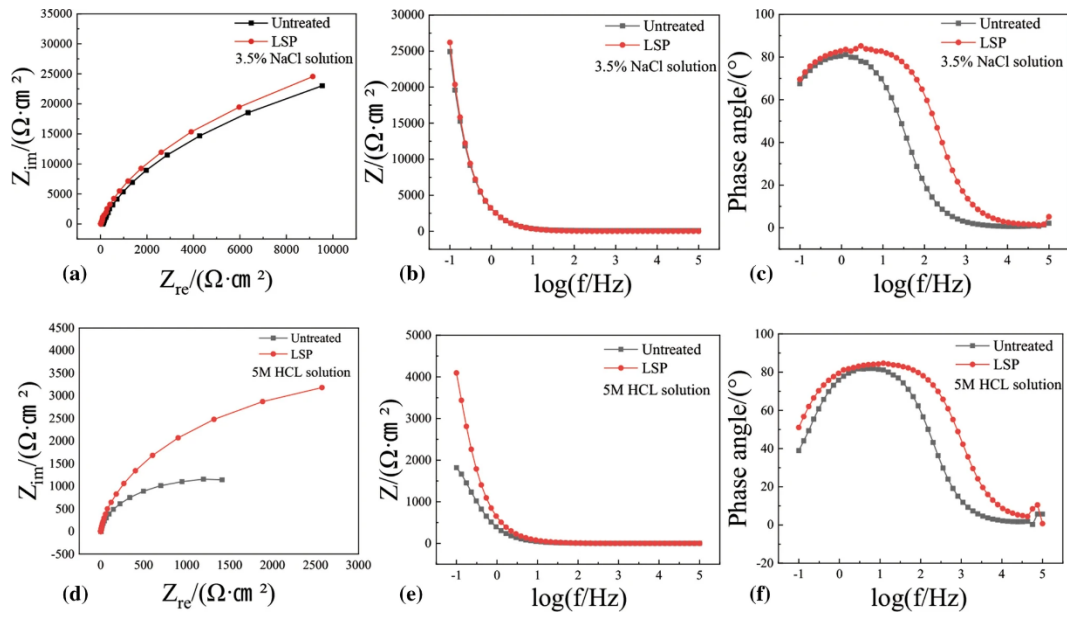 Untreated
LSP
3.5% NaCl solution
25000
20000
15000
10000
5000
0
Z_im/(Ω·㎝²)
0 2000 4000 6000 8000 10000
(a)
Z_re/(Ω·㎝²)
Untreated
LSP
3.5% NaCl solution
30000
25000
20000
15000
10000
5000
0
Z/(Ω·㎝²)
-1 0 1 2 3 4 5
(b)
log(f/Hz)
Untreated
LSP
3.5% NaCl solution
100
80
60
40
20
0
Phase angle/(°)
-1 0 1 2 3 4 5
(c)
log(f/Hz)
Untreated
LSP
5M HCL solution
4500
4000
3500
3000
2500
2000
1500
1000
500
0
-500
Z_im/(Ω·㎝²)
0 500 1000 1500 2000 2500 3000
(d)
Z_re/(Ω·㎝²)
Untreated
LSP
5M HCL solution
5000
4000
3000
2000
1000
0
Z/(Ω·㎝²)
-1 0 1 2 3 4 5
(e)
log(f/Hz)
Untreated
LSP
5M HCL solution
100
80
60
40
20
0
-20
Phase angle/(°)
-1 0 1 2 3 4 5
(f)
log(f/Hz)